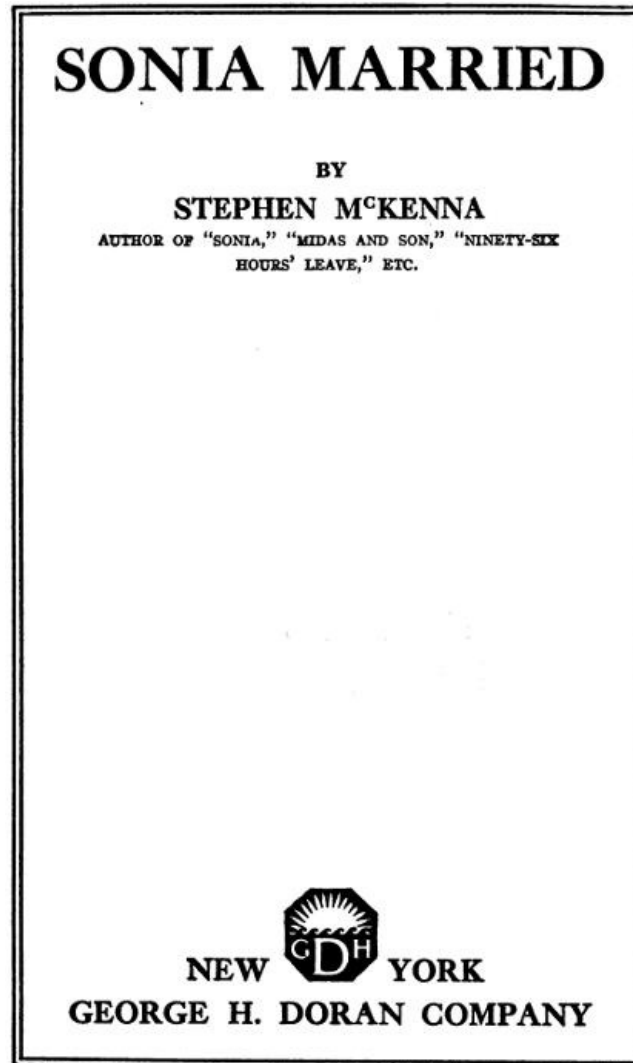 SONIA MARRIED
BY
STEPHEN MCKENNA
AUTHOR OF "SONIA," "MIDAS AND SON," "NINETY-SIX
HOURS' LEAVE," ETC.
GDH
NEW YORK
GEORGE H. DORAN COMPANY